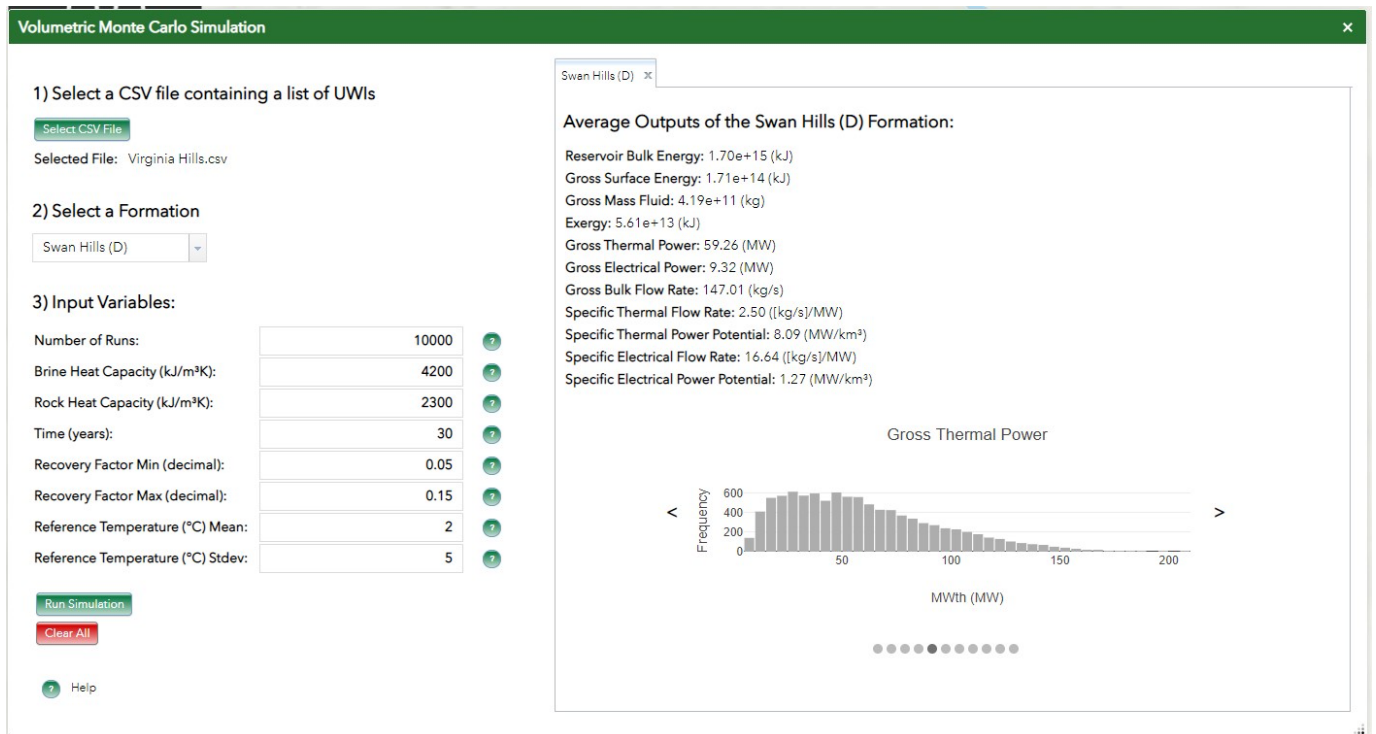 Volumetric Monte Carlo Simulation
×
1) Select a CSV file containing a list of UWIs
Select CSV File
Selected File: Virginia Hills.csv
2) Select a Formation
Swan Hills (D)
3) Input Variables:
Number of Runs: 10000 ?
Brine Heat Capacity (kJ/m³K): 4200 ?
Rock Heat Capacity (kJ/m³K): 2300 ?
Time (years): 30 ?
Recovery Factor Min (decimal): 0.05 ?
Recovery Factor Max (decimal): 0.15 ?
Reference Temperature (°C) Mean: 2 ?
Reference Temperature (°C) Stdev: 5 ?
Run Simulation
Clear All
? Help
Swan Hills (D) ×
Average Outputs of the Swan Hills (D) Formation:
Reservoir Bulk Energy: 1.70e+15 (kJ)
Gross Surface Energy: 1.71e+14 (kJ)
Gross Mass Fluid: 4.19e+11 (kg)
Exergy: 5.61e+13 (kJ)
Gross Thermal Power: 59.26 (MW)
Gross Electrical Power: 9.32 (MW)
Gross Bulk Flow Rate: 147.01 (kg/s)
Specific Thermal Flow Rate: 2.50 ([kg/s]/MW)
Specific Thermal Power Potential: 8.09 (MW/km³)
Specific Electrical Flow Rate: 16.64 ([kg/s]/MW)
Specific Electrical Power Potential: 1.27 (MW/km³)
Gross Thermal Power
Frequency
600
400
200
0
50 100 150 200
MWth (MW)
< >